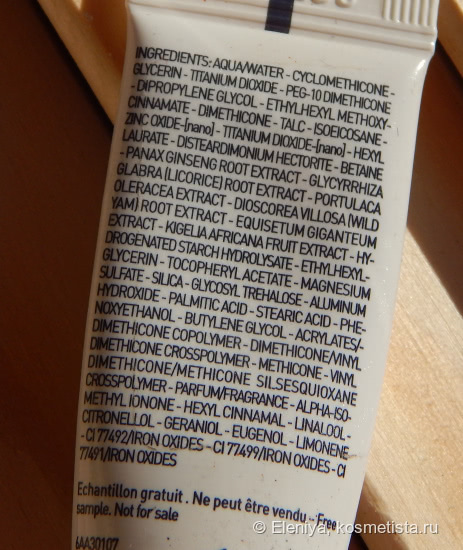 INGREDIENTS: AQUA/WATER - CYCLOMETHICONE -
GLYCERIN - TITANIUM DIOXIDE - PEG-10 DIMETHICONE
- DIPROPYLENE GLYCOL - ETHYLHEXYL METHOXY-
CINNAMATE - DIMETHICONE - TALC - ISOEICOSANE -
ZINC OXIDE-[nano] - TITANIUM DIOXIDE-[nano] - HEXYL
LAURATE - DISTEARDIMONIUM HECTORITE - BETAINE
- PANAX GINSENG ROOT EXTRACT - GLYCYRRHIZA
GLABRA (LICORICE) ROOT EXTRACT - PORTULACA
OLERACEA EXTRACT - DIOSCOREA VILLOSA (WILD
YAM) ROOT EXTRACT - EQUISETUM GIGANTEUM
EXTRACT - KIGELIA AFRICANA FRUIT EXTRACT - HY-
DROGENATED STARCH HYDROLYSATE - ETHYLHEXYL-
GLYCERIN - TOCOPHERYL ACETATE - MAGNESIUM
SULFATE - SILICA - GLYCOSYL TREHALOSE - ALUMINUM
HYDROXIDE - PALMITIC ACID - STEARIC ACID - PHE-
NOXYETHANOL - BUTYLENE GLYCOL - ACRYLATES/-
DIMETHICONE COPOLYMER - DIMETHICONE/VINYL
DIMETHICONE CROSSPOLYMER - METHICONE - VINYL
DIMETHICONE/METHICONE SILSESQUIOXANE
CROSSPOLYMER - PARFUM/FRAGRANCE - ALPHA-ISO-
METHYL IONONE - HEXYL CINNAMAL - LINALOOL -
CITRONELLOL - GERANIOL - EUGENOL - LIMONENE
- CI 77492/IRON OXIDES - CI 77499/IRON OXIDES - CI
77491/IRON OXIDES
Echantillon gratuit . Ne peut être vendu - Free
sample. Not for sale
6AA30107
© Eleniya, kosmetista.ru